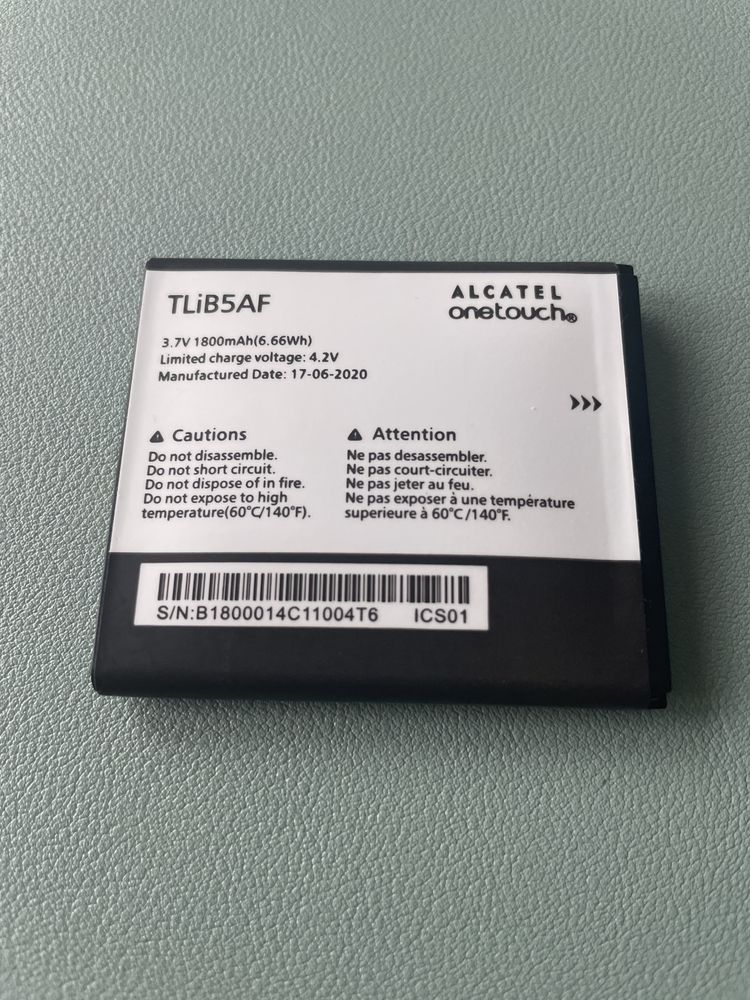 TLiB5AF
ALCATEL
onetouch®
3.7V 1800mAh(6.66Wh)
Limited charge voltage: 4.2V
Manufactured Date: 17-06-2020
Cautions
Do not disassemble.
Do not short circuit.
Do not dispose of in fire.
Do not expose to high
temperature(60°C/140°F).
Attention
Ne pas desassembler.
Ne pas court-circuiter.
Ne pas jeter au feu.
Ne pas exposer à une température
superieure à 60°C/140°F.
S/N:B1800014C11004T6 ICS01